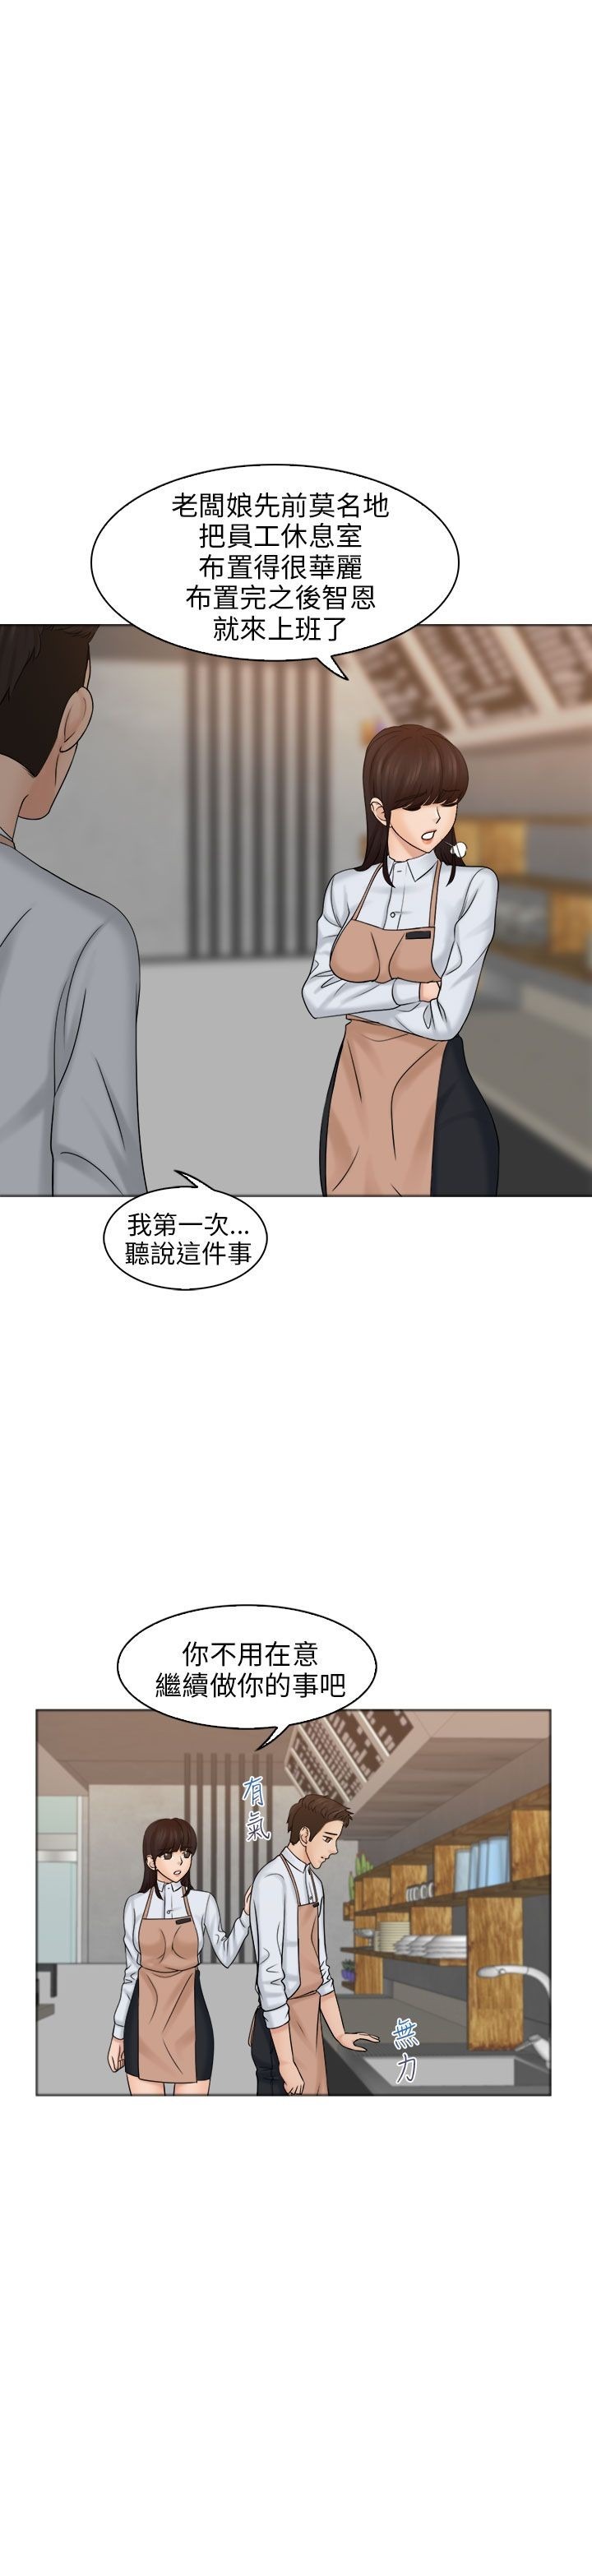 老闆娘先前莫名地
把員工休息室
布置得很華麗
布置完之後智恩
就來上班了
我第一次...
聽說這件事
你不用在意
繼續做你的事吧
有氣
無力